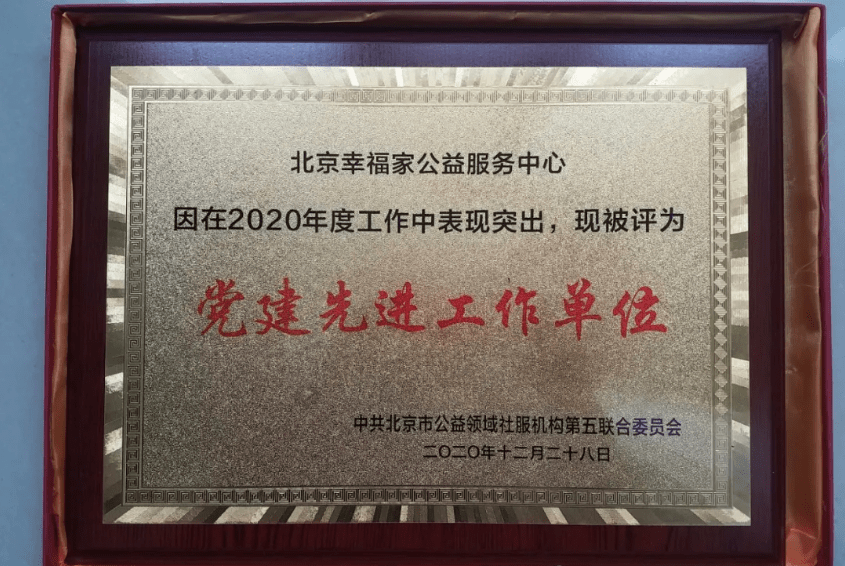 北京幸福家公益服务中心
因在2020年度工作中表现突出，现被评为
党建先进工作单位
中共北京市公益领域社服机构第五联合委员会
二〇二〇年十二月二十八日